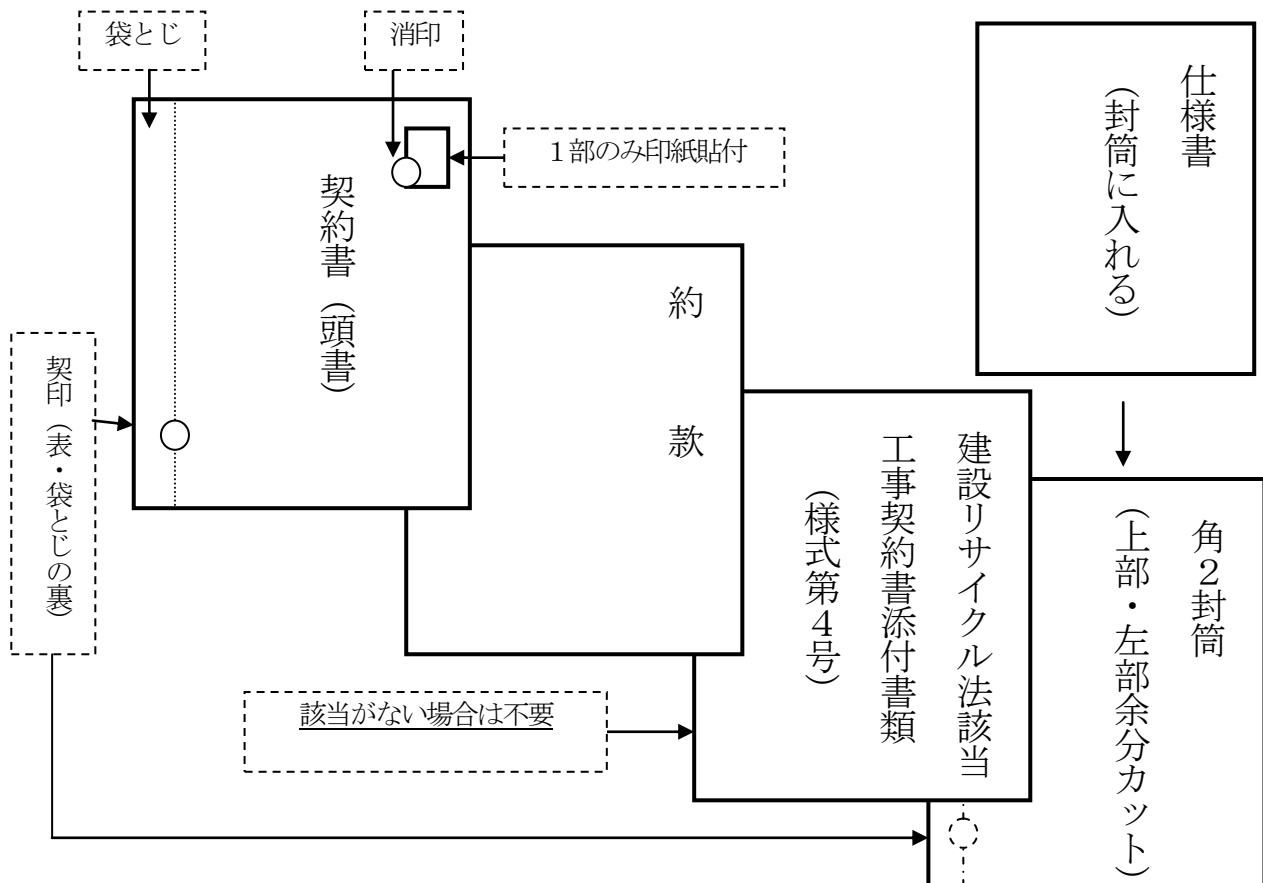 袋とじ
消印
1部のみ印紙貼付
契約書（頭書）
契印（表・袋とじの裏）
約款
該当がない場合は不要
建設リサイクル法該当
工事契約書添付書類
（様式第4号）
仕様書
（封筒に入れる）
角2封筒
（上部・左部余分カット）